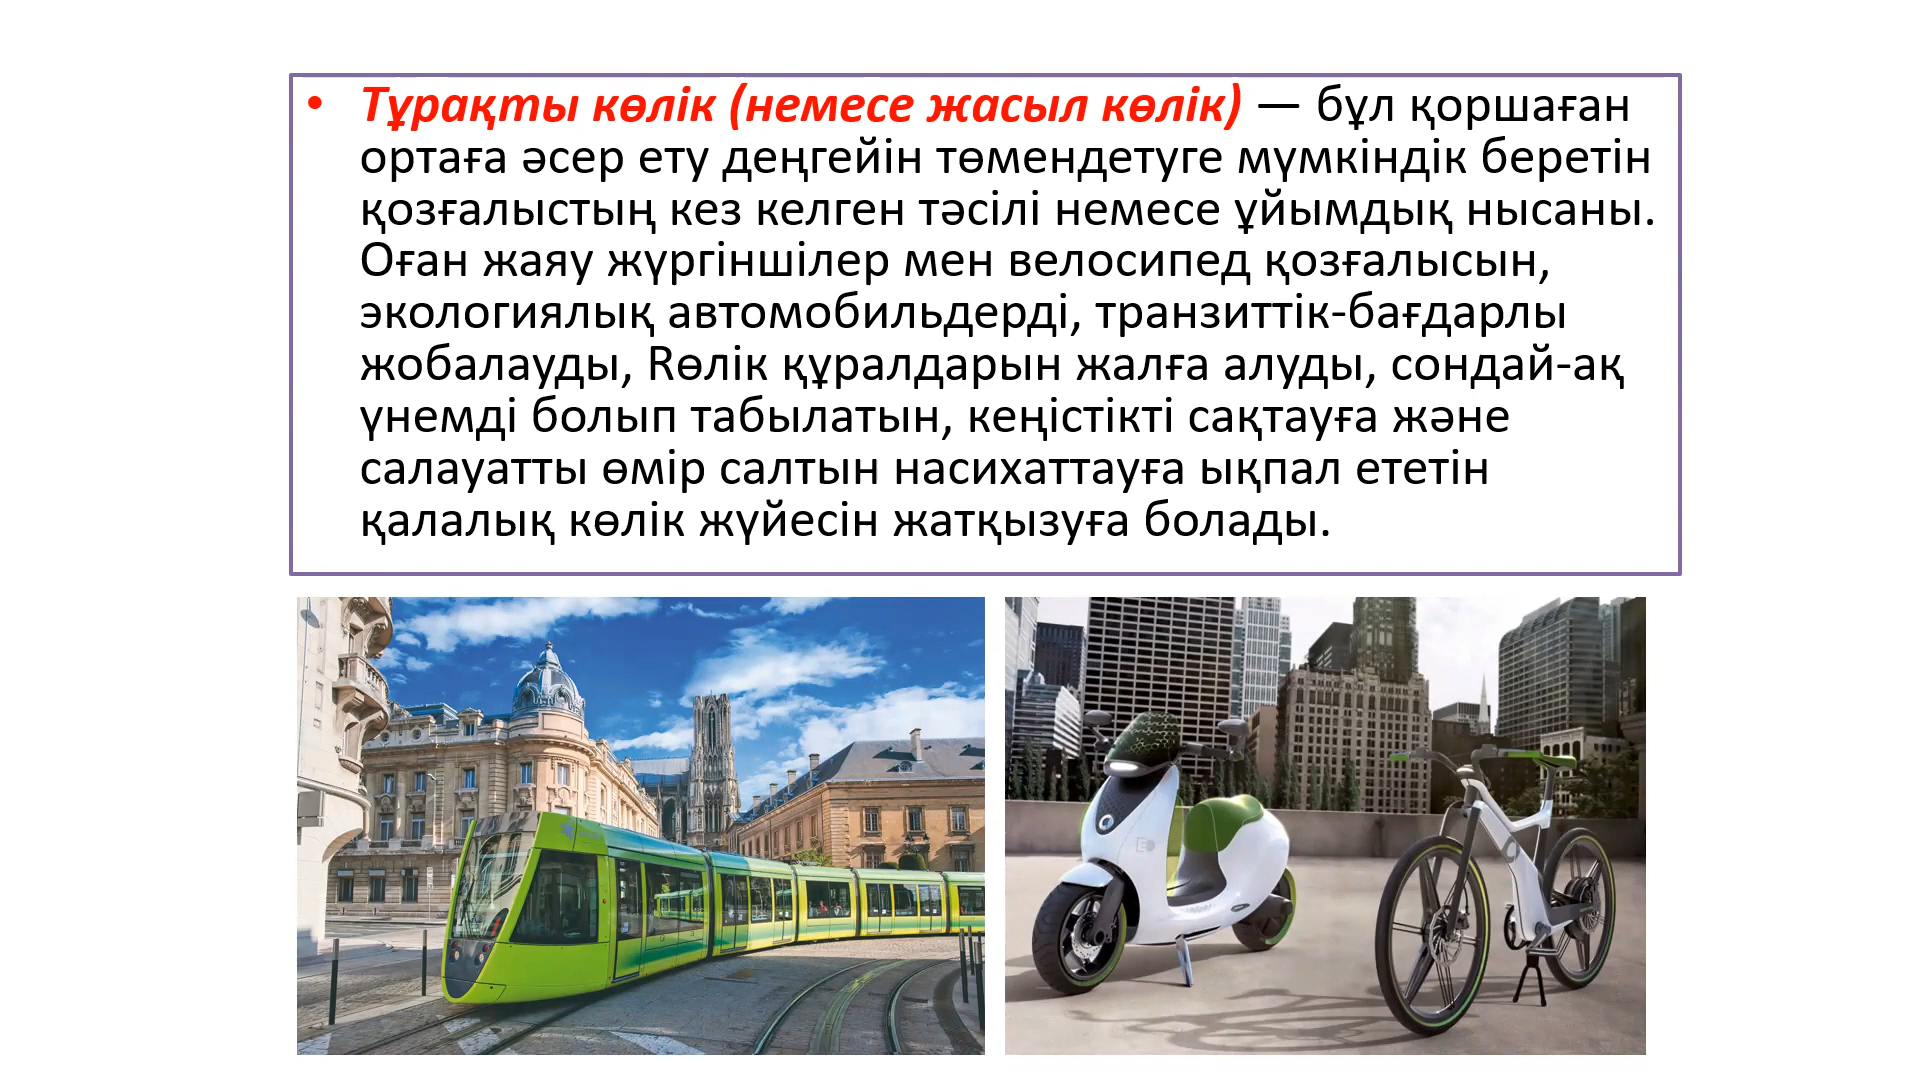 • Тұрақты көлік (немесе жасыл көлік) — бұл қоршаған
ортаға әсер ету деңгейін төмендетуге мүмкіндік беретін
қозғалыстың кез келген тәсілі немесе ұйымдық нысаны.
Оған жаяу жүргіншілер мен велосипед қозғалысын,
экологиялық автомобильдерді, транзиттік-бағдарлы
жобалауды, Rөлік құралдарын жалға алуды, сондай-ақ
үнемді болып табылатын, кеңістікті сақтауға және
салауатты өмір салтын насихаттауға ықпал ететін
қалалық көлік жүйесін жатқызуға болады.